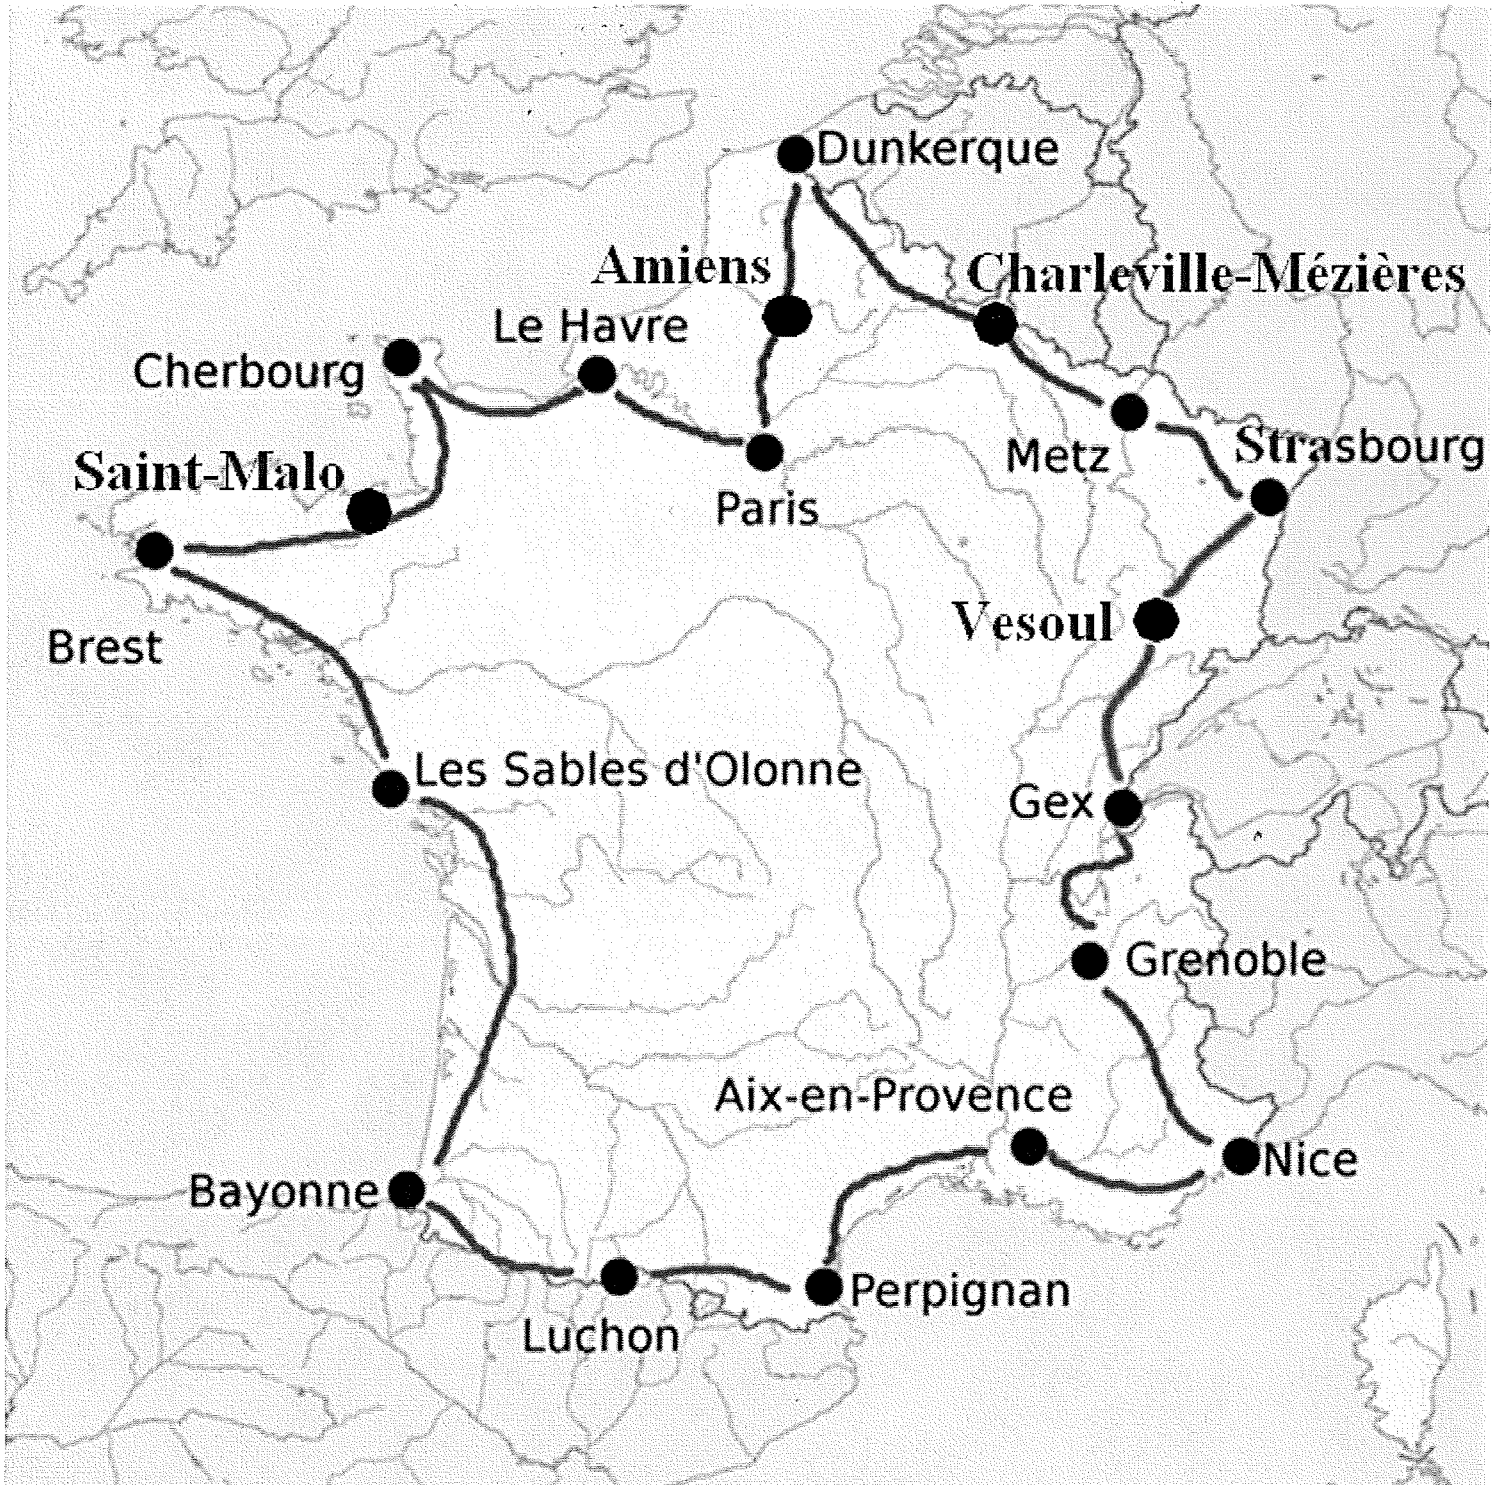 Dunkerque
Amiens
Charleville-Mézières
Le Havre
Cherbourg
Strasbourg
Metz
Saint-Malo
Paris
Vesoul
Brest
Les Sables d'Olonne
Gex
Grenoble
Aix-en-Provence
Nice
Bayonne
Perpignan
Luchon